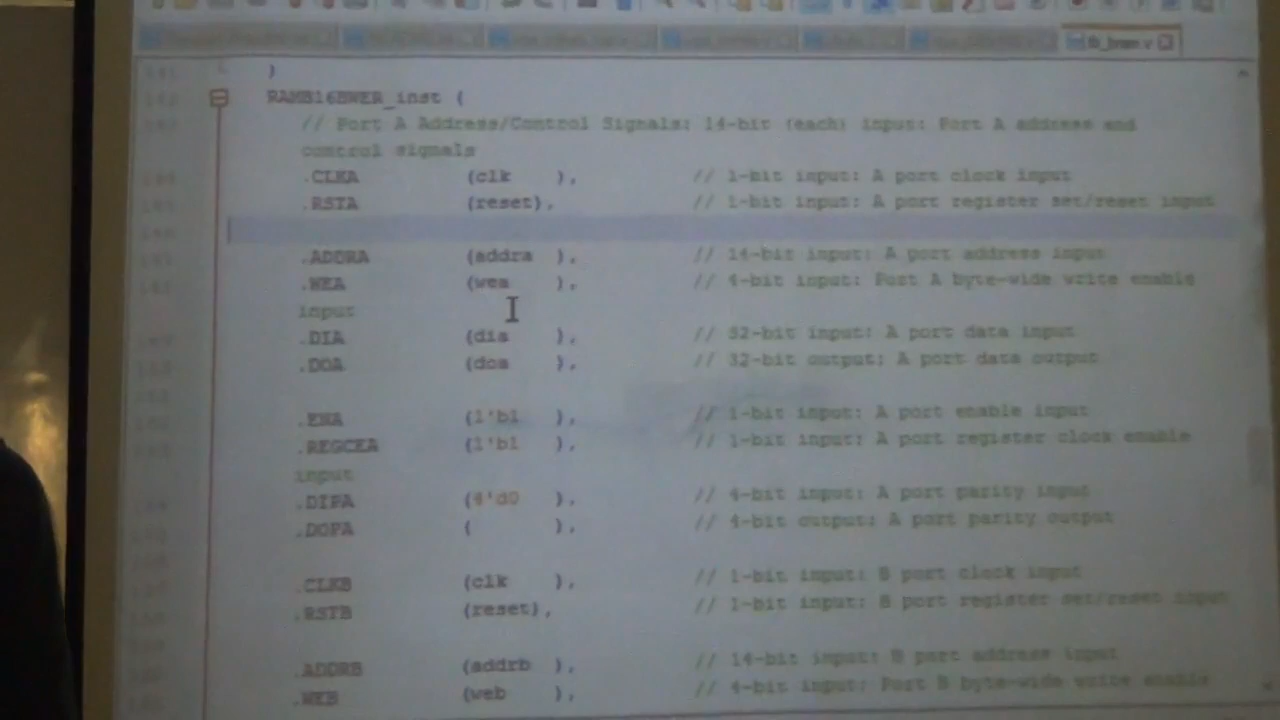 tb_bram.v
)
RAMB16BWER_inst (
// Port A Address/Control Signals: 14-bit (each) input: Port A address and
control signals
.CLKA (clk ), // 1-bit input: A port clock input
.RSTA (reset), // 1-bit input: A port register set/reset input
.ADDRA (addra ), // 14-bit input: A port address input
.WEA (wea ), // 4-bit input: Port A byte-wide write enable
input
.DIA (dia ), // 32-bit input: A port data input
.DOA (doa ), // 32-bit output: A port data output
.ENA (1'b1 ), // 1-bit input: A port enable input
.REGCEA (1'b1 ), // 1-bit input: A port register clock enable
input
.DIPA (4'd0 ), // 4-bit input: A port parity input
.DOPA ( ), // 4-bit output: A port parity output
.CLKB (clk ), // 1-bit input: B port clock input
.RSTB (reset), // 1-bit input: B port register set/reset input
.ADDRB (addrb ), // 14-bit input: B port address input
.WEB (web ), // 4-bit input: Port B byte-wide write enable